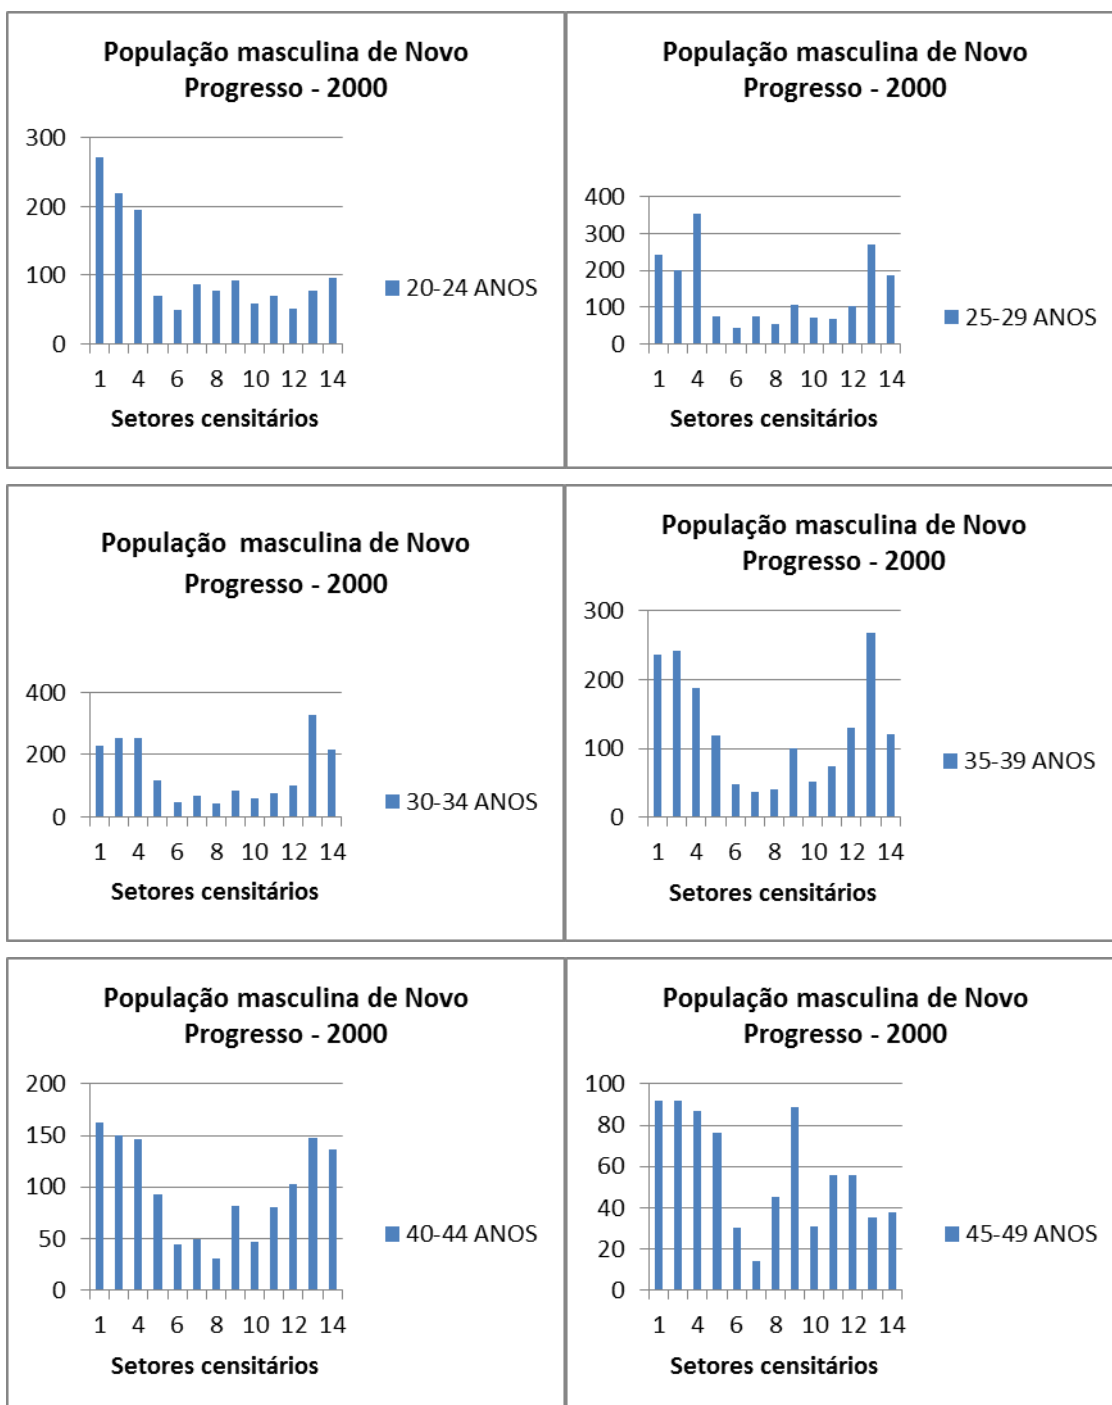 População masculina de Novo
Progresso - 2000
300
200
100
0
1 4 6 8 10 12 14
Setores censitários
20-24 ANOS
População masculina de Novo
Progresso - 2000
400
300
200
100
0
1 4 6 8 10 12 14
Setores censitários
25-29 ANOS
População masculina de Novo
Progresso - 2000
400
200
0
1 4 6 8 10 12 14
Setores censitários
30-34 ANOS
População masculina de Novo
Progresso - 2000
300
200
100
0
1 4 6 8 10 12 14
Setores censitários
35-39 ANOS
População masculina de Novo
Progresso - 2000
200
150
100
50
0
1 4 6 8 10 12 14
Setores censitários
40-44 ANOS
População masculina de Novo
Progresso - 2000
100
80
60
40
20
0
1 4 6 8 10 12 14
Setores censitários
45-49 ANOS